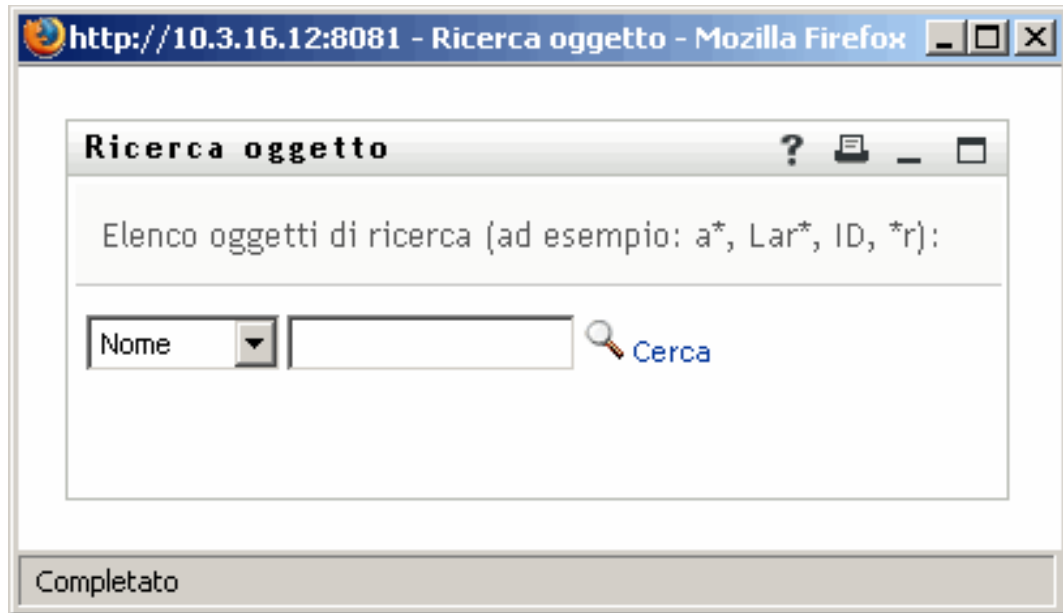 http://10.3.16.12:8081 - Ricerca oggetto - Mozilla Firefox
Ricerca oggetto
Elenco oggetti di ricerca (ad esempio: a*, Lar*, ID, *r):
Nome Cerca
Completato